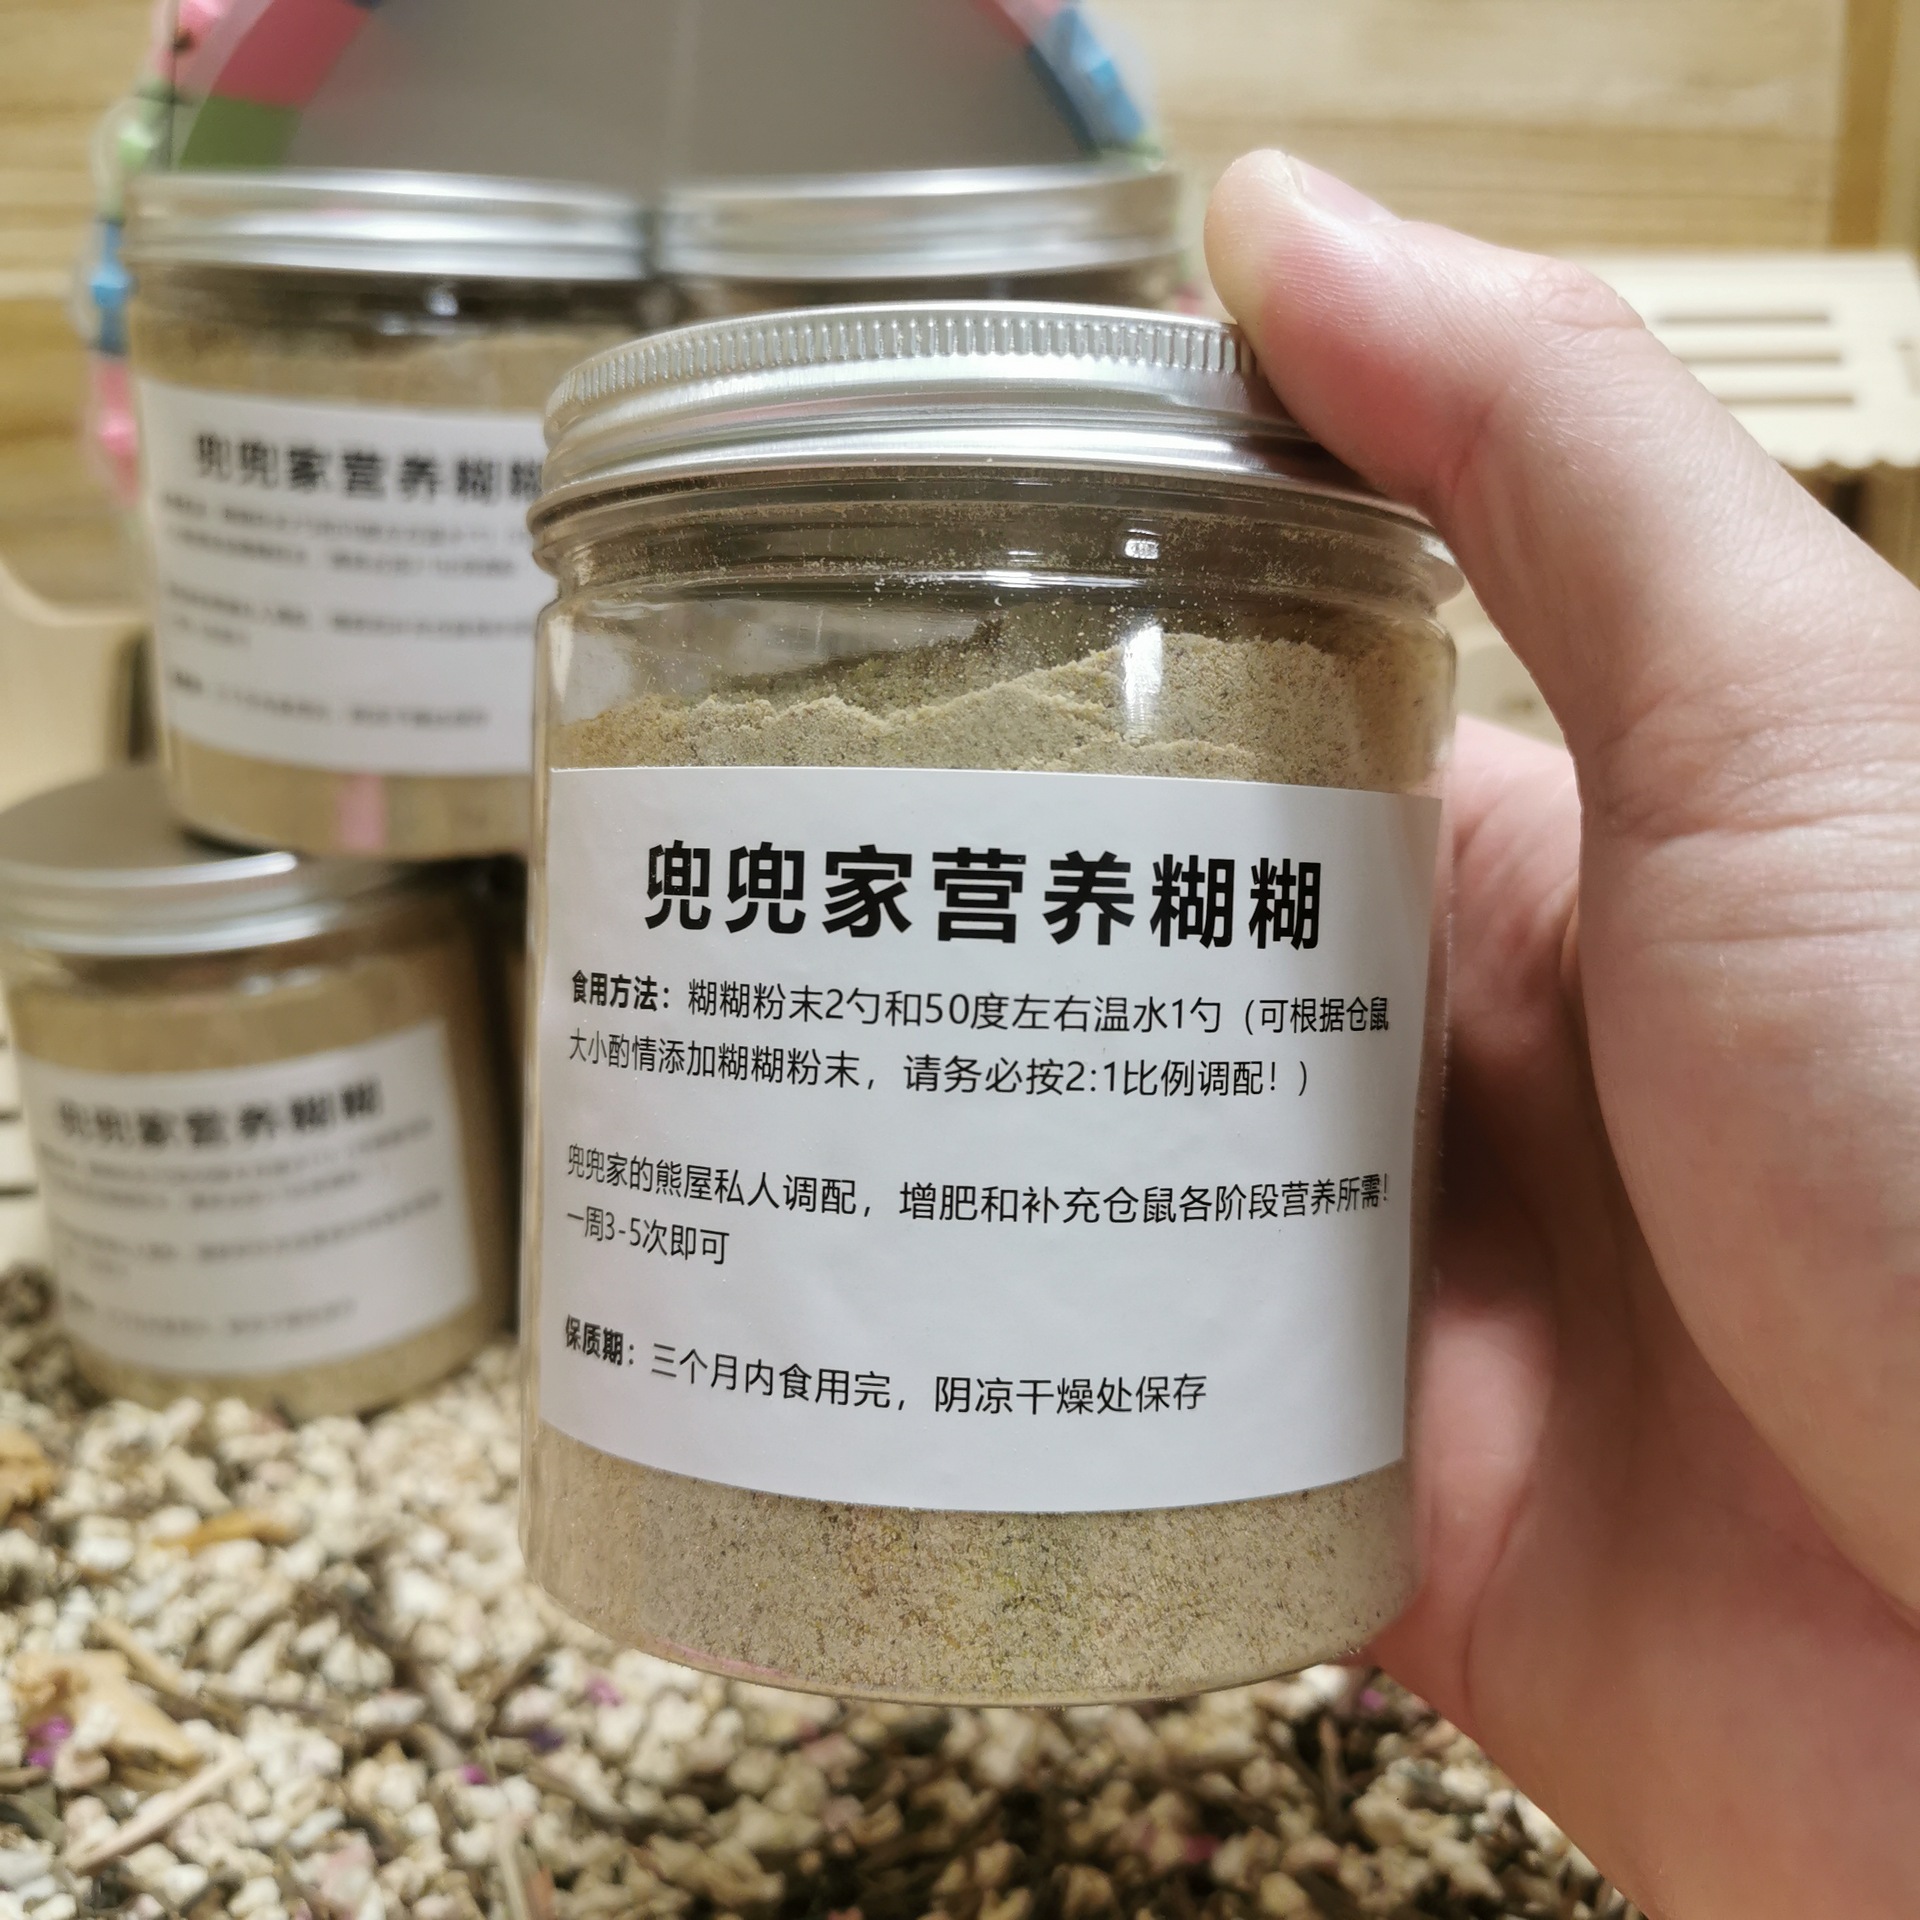 兜兜家营养糊糊
食用方法：糊糊粉末2勺和50度左右温水1勺（可根据仓鼠
大小酌情添加糊糊粉末，请务必按2:1比例调配！）
兜兜家的熊屋私人调配，增肥和补充仓鼠各阶段营养所需！
一周3-5次即可
保质期：三个月内食用完，阴凉干燥处保存
兜兜家营养糊糊
兜兜家营养糊糊